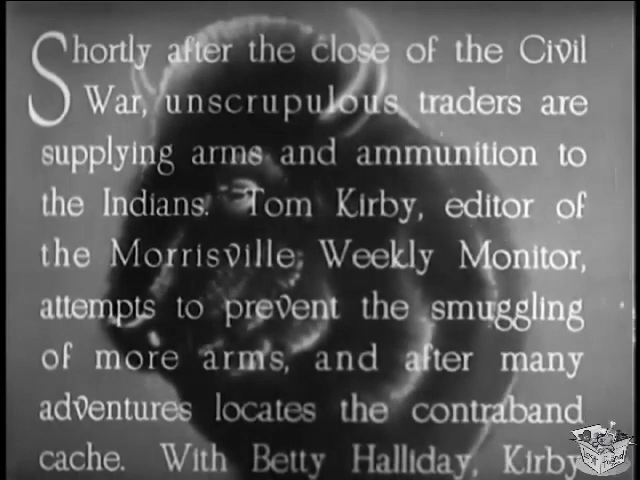 Shortly after the close of the Civil
War, unscrupulous traders are
supplying arms and ammunition to
the Indians. Tom Kirby, editor of
the Morrisville Weekly Monitor,
attempts to prevent the smuggling
of more arms, and after many
adventures locates the contraband
cache. With Betty Halliday, Kirby